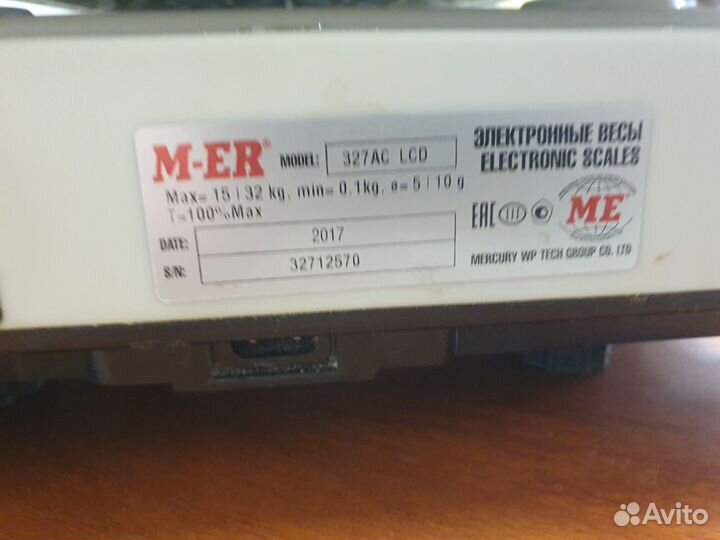 M-ER® MODEL: 327AC LCD
Max= 15 | 32 kg, min= 0.1kg, e= 5 | 10 g
T=100%Max
DATE: 2017
S/N: 32712570
ЭЛЕКТРОННЫЕ ВЕСЫ
ELECTRONIC SCALES
EAC ME
MERCURY WP TECH GROUP CO. LTD
Avito